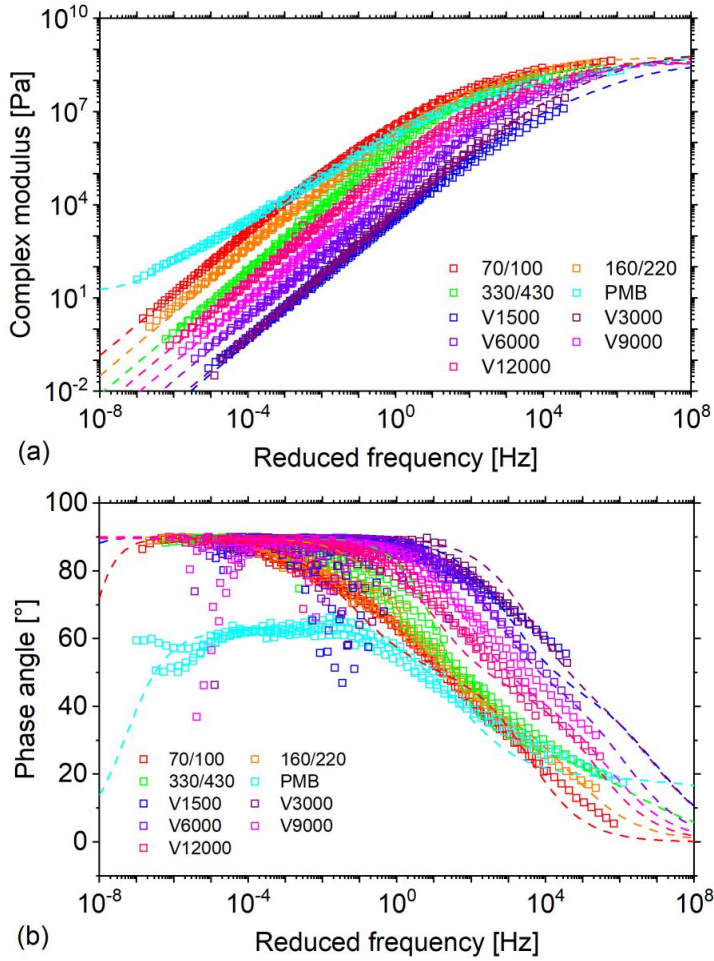 10^10
10^7
10^4
10^1
10^-2
Complex modulus [Pa]
70/100 160/220
330/430 PMB
V1500 V3000
V6000 V9000
V12000
10^-8 10^-4 10^0 10^4 10^8
(a) Reduced frequency [Hz]
100
80
60
40
20
0
Phase angle [°]
70/100 160/220
330/430 PMB
V1500 V3000
V6000 V9000
V12000
10^-8 10^-4 10^0 10^4 10^8
(b) Reduced frequency [Hz]